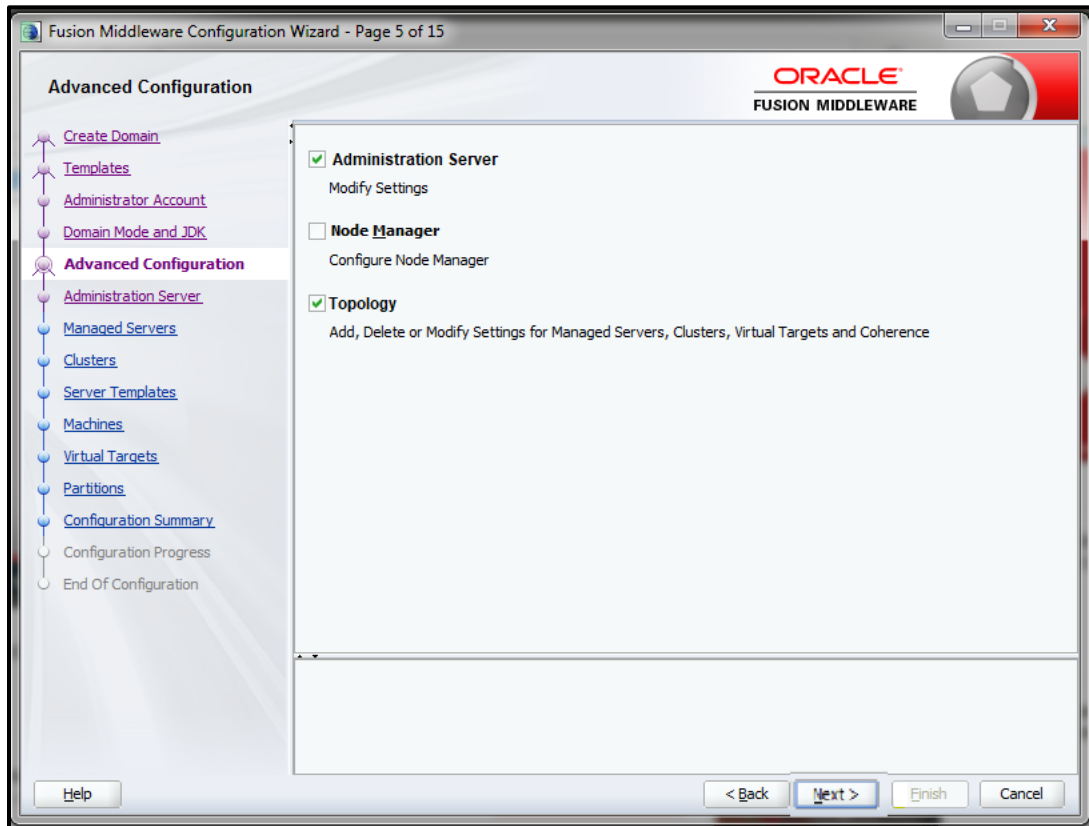 Fusion Middleware Configuration Wizard - Page 5 of 15
Advanced Configuration
ORACLE
FUSION MIDDLEWARE
Create Domain
Templates
Administrator Account
Domain Mode and JDK
Advanced Configuration
Administration Server
Managed Servers
Clusters
Server Templates
Machines
Virtual Targets
Partitions
Configuration Summary
Configuration Progress
End Of Configuration
Administration Server
Modify Settings
Node Manager
Configure Node Manager
Topology
Add, Delete or Modify Settings for Managed Servers, Clusters, Virtual Targets and Coherence
Help
< Back
Next >
Finish
Cancel